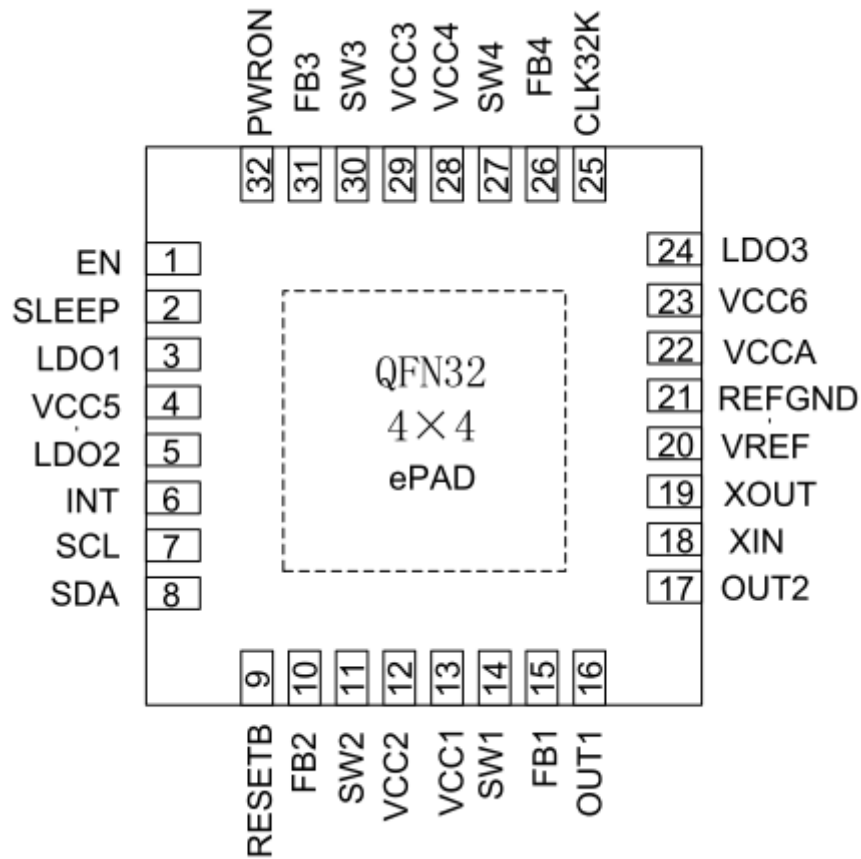 PWRON FB3 SW3 VCC3 VCC4 SW4 FB4 CLK32K
32 31 30 29 28 27 26 25
EN 1
SLEEP 2
LDO1 3
VCC5 4
LDO2 5
INT 6
SCL 7
SDA 8
QFN32
4×4
ePAD
24 LDO3
23 VCC6
22 VCCA
21 REFGND
20 VREF
19 XOUT
18 XIN
17 OUT2
9 10 11 12 13 14 15 16
RESETB FB2 SW2 VCC2 VCC1 SW1 FB1 OUT1